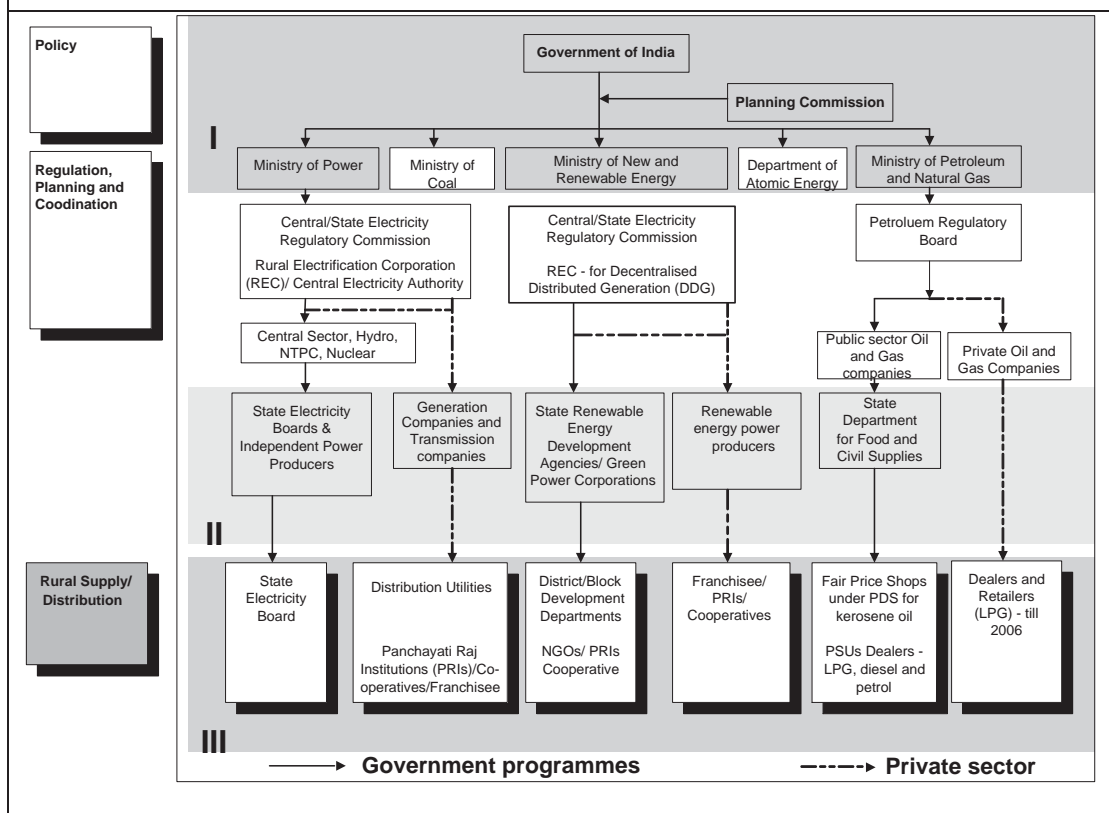 Policy
Government of India
Planning Commission
I
Regulation,
Planning and
Coodination
Ministry of Power
Ministry of
Coal
Ministry of New and
Renewable Energy
Department of
Atomic Energy
Ministry of Petroleum
and Natural Gas
Central/State Electricity
Regulatory Commission
Rural Electrification Corporation
(REC)/ Central Electricity Authority
Central/State Electricity
Regulatory Commission
REC - for Decentralised
Distributed Generation (DDG)
Petroluem Regulatory
Board
Central Sector, Hydro,
NTPC, Nuclear
Public sector Oil
and Gas
companies
Private Oil and
Gas Companies
State Electricity
Boards &
Independent Power
Producers
Generation
Companies and
Transmission
companies
State Renewable
Energy
Development
Agencies/ Green
Power Corporations
Renewable
energy power
producers
State
Department
for Food and
Civil Supplies
II
Rural Supply/
Distribution
State
Electricity
Board
Distribution Utilities
Panchayati Raj
Institutions (PRIs)/Co-
operatives/Franchisee
District/Block
Development
Departments
NGOs/ PRIs
Cooperative
Franchisee/
PRIs/
Cooperatives
Fair Price Shops
under PDS for
kerosene oil
PSUs Dealers -
LPG, diesel and
petrol
Dealers and
Retailers
(LPG) - till
2006
III
Government programmes
Private sector